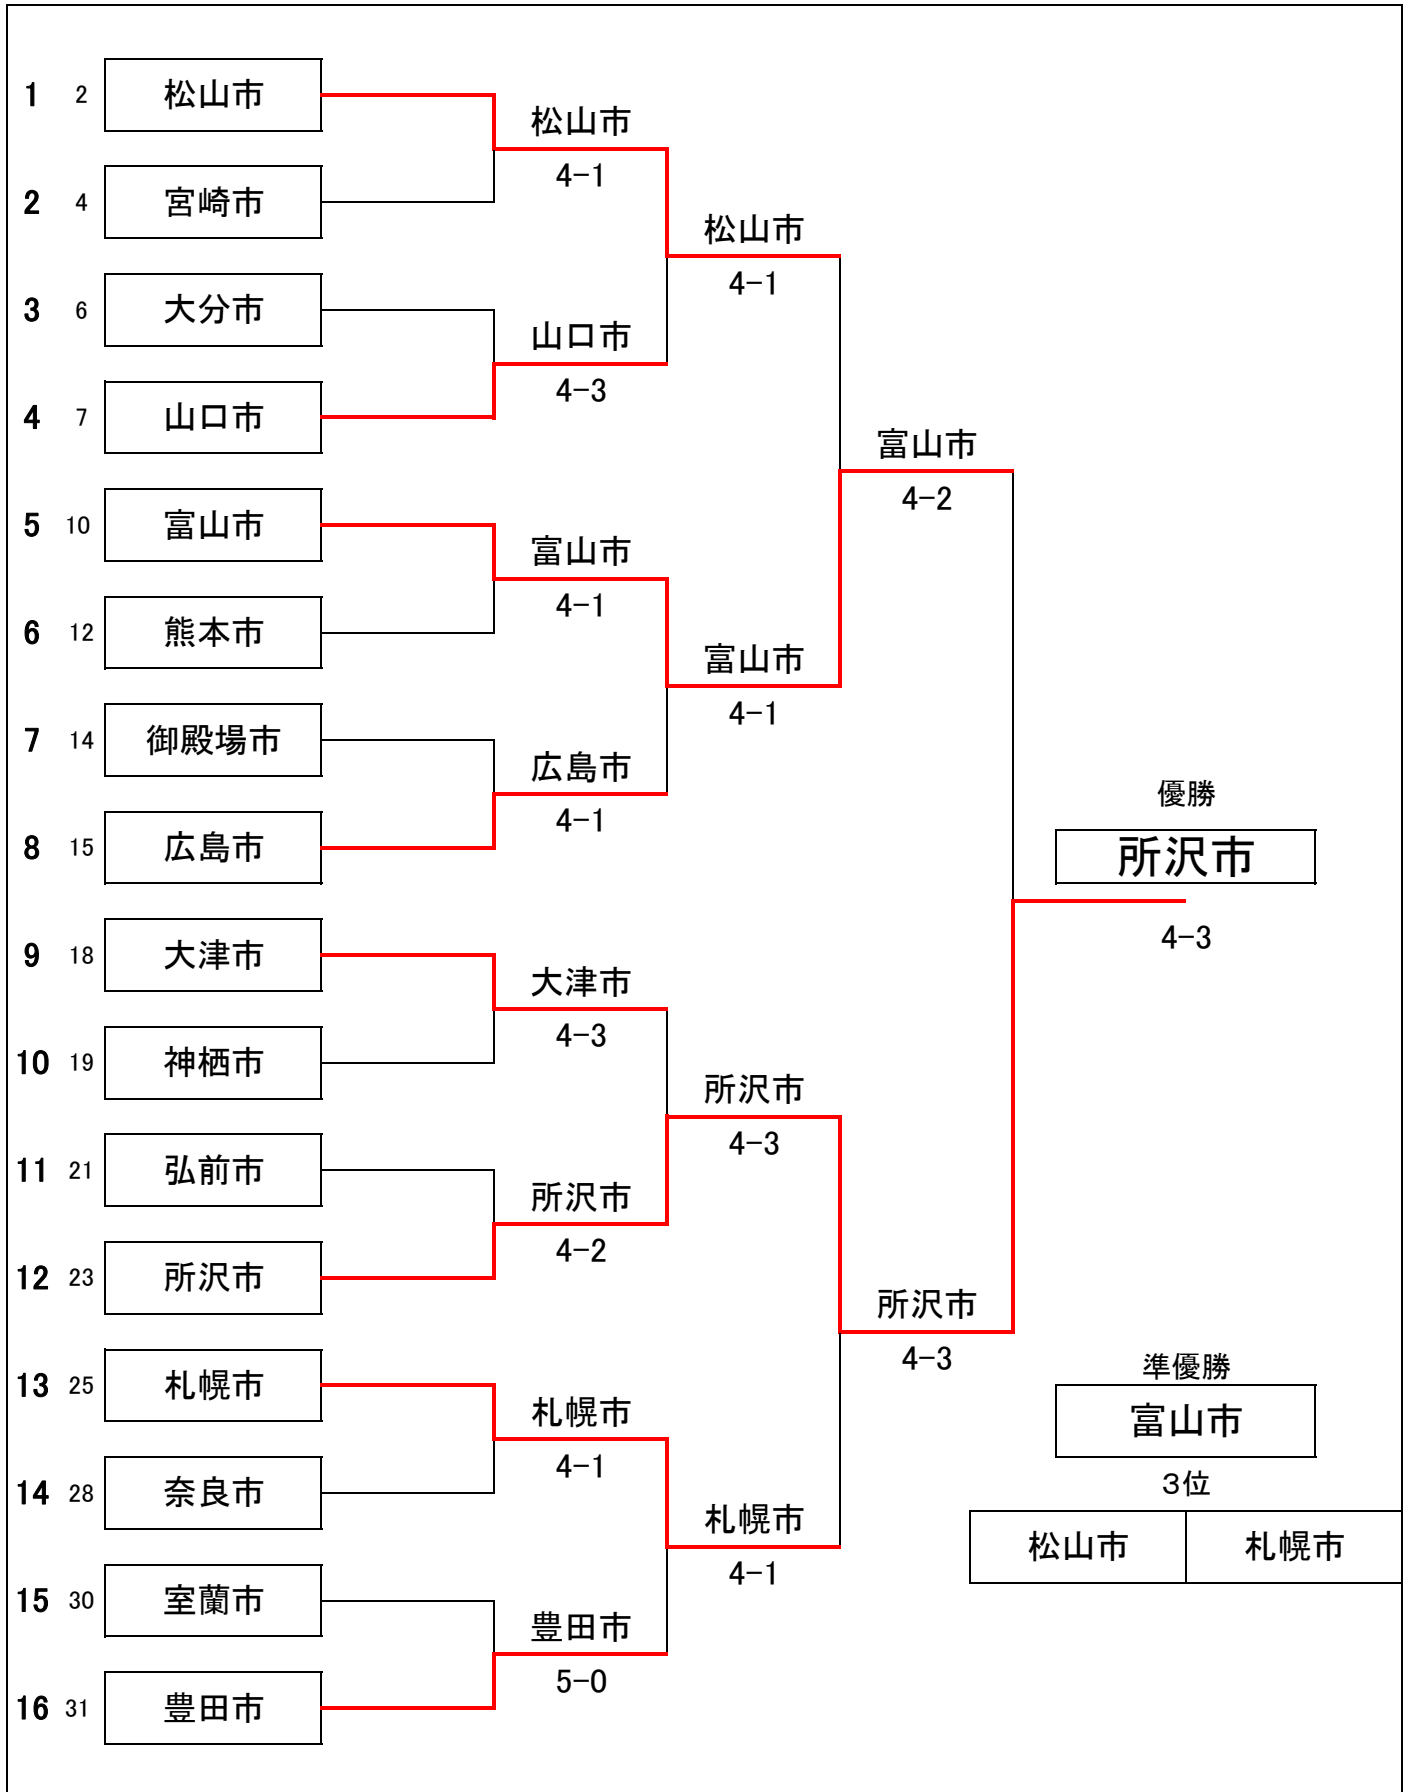 1 2 松山市
松山市
4-1
2 4 宮崎市
松山市
4-1
3 6 大分市
山口市
4-3
4 7 山口市
富山市
4-2
5 10 富山市
富山市
4-1
6 12 熊本市
富山市
4-1
7 14 御殿場市
広島市
4-1
8 15 広島市
優勝
所沢市
4-3
9 18 大津市
大津市
4-3
10 19 神栖市
所沢市
4-3
11 21 弘前市
所沢市
4-2
12 23 所沢市
所沢市
4-3
13 25 札幌市
札幌市
4-1
準優勝
富山市
14 28 奈良市
3位
札幌市
4-1
松山市 札幌市
15 30 室蘭市
豊田市
5-0
16 31 豊田市